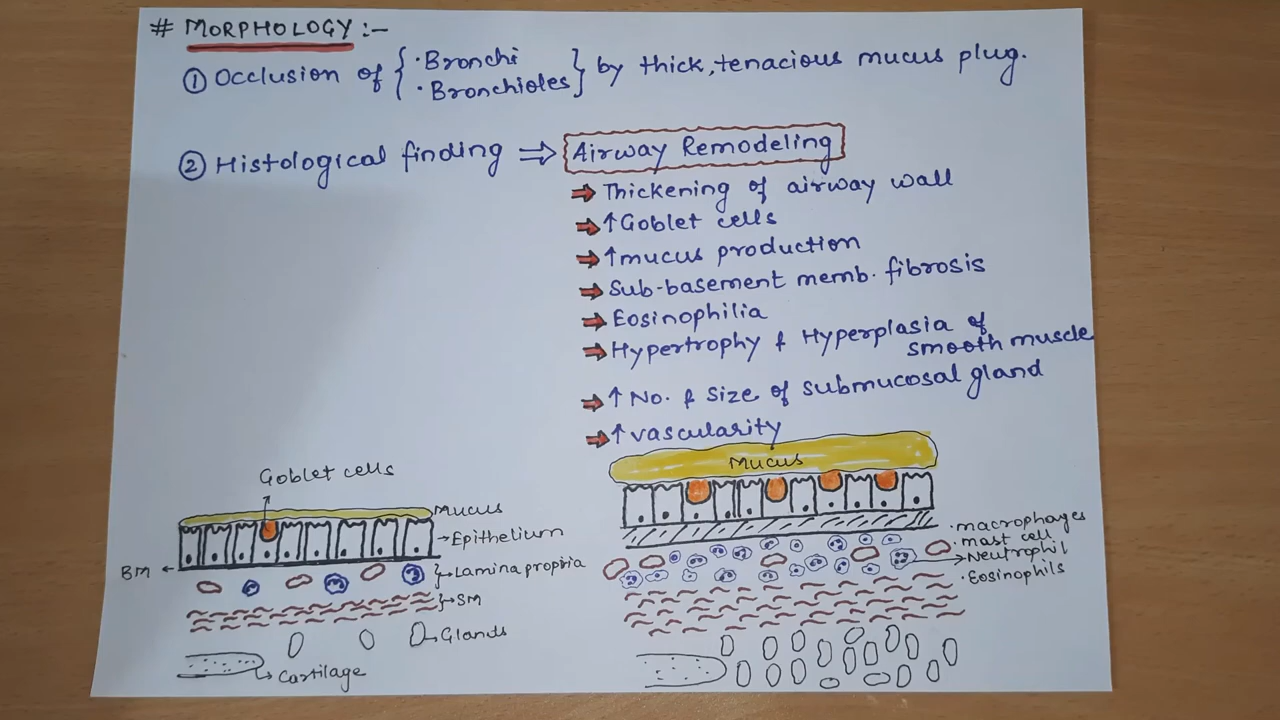 # MORPHOLOGY :-
① Occlusion of { · Bronchi · Bronchioles } by thick, tenacious mucus plug.
② Histological finding ⇒ Airway Remodeling
➡ Thickening of airway wall
➡ ↑ Goblet cells
➡ ↑ mucus production
➡ Sub-basement memb. fibrosis
➡ Eosinophilia
➡ Hypertrophy & Hyperplasia of smooth muscle
➡ ↑ No. & Size of submucosal gland
➡ ↑ vascularity
Goblet cells
Mucus
Epithelium
BM
Lamina propria
SM
Glands
Cartilage
Mucus
· macrophages
· mast cell
Neutrophil
· Eosinophils